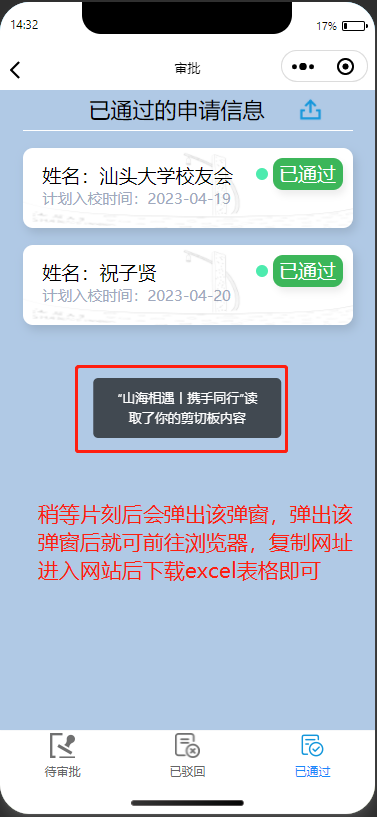 14:32
17%
审批
已通过的申请信息
姓名：汕头大学校友会
已通过
计划入校时间：2023-04-19
姓名：祝子贤
已通过
计划入校时间：2023-04-20
“山海相遇丨携手同行”读
取了你的剪切板内容
稍等片刻后会弹出该弹窗，弹出该
弹窗后就可前往浏览器，复制网址
进入网站后下载excel表格即可
待审批
已驳回
已通过